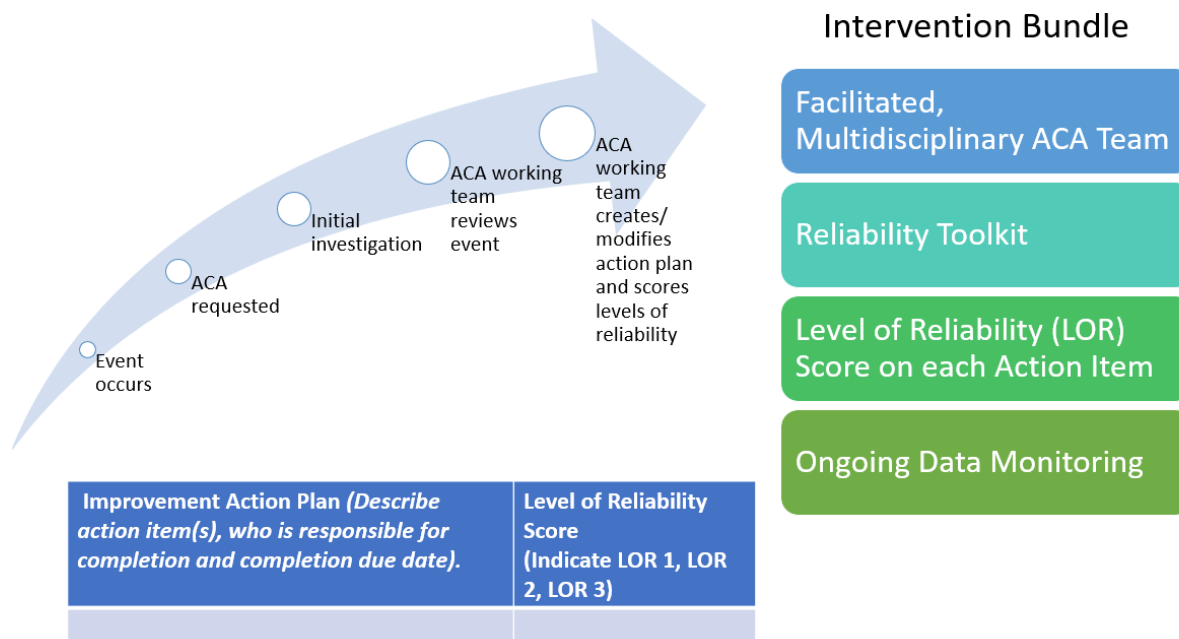 Intervention Bundle
Facilitated,
Multidisciplinary ACA Team
Reliability Toolkit
Level of Reliability (LOR)
Score on each Action Item
Ongoing Data Monitoring
Event
occurs
ACA
requested
Initial
investigation
ACA working
team
reviews
event
ACA
working
team
creates/
modifies
action plan
and scores
levels of
reliability
Improvement Action Plan (Describe
action item(s), who is responsible for
completion and completion due date).
Level of Reliability
Score
(Indicate LOR 1, LOR
2, LOR 3)